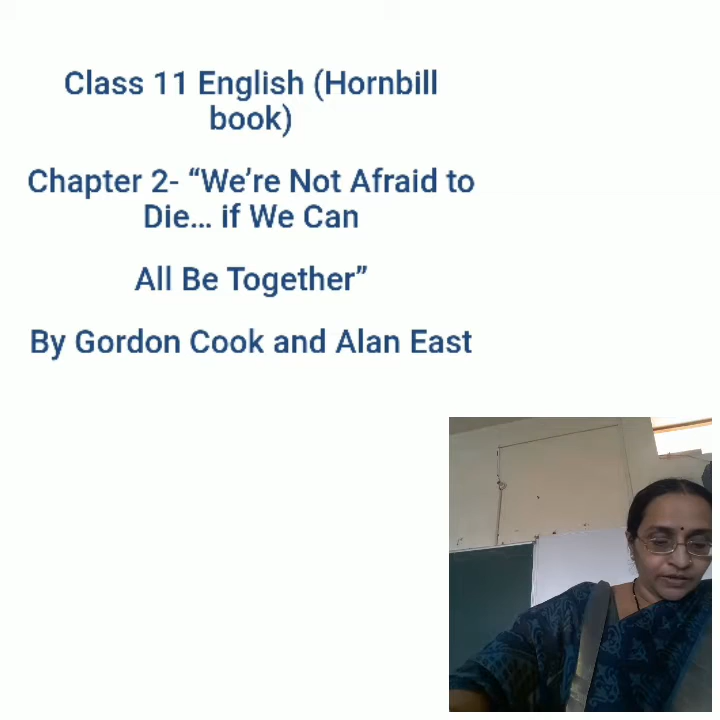 Class 11 English (Hornbill
book)
Chapter 2- “We’re Not Afraid to
Die... if We Can
All Be Together”
By Gordon Cook and Alan East